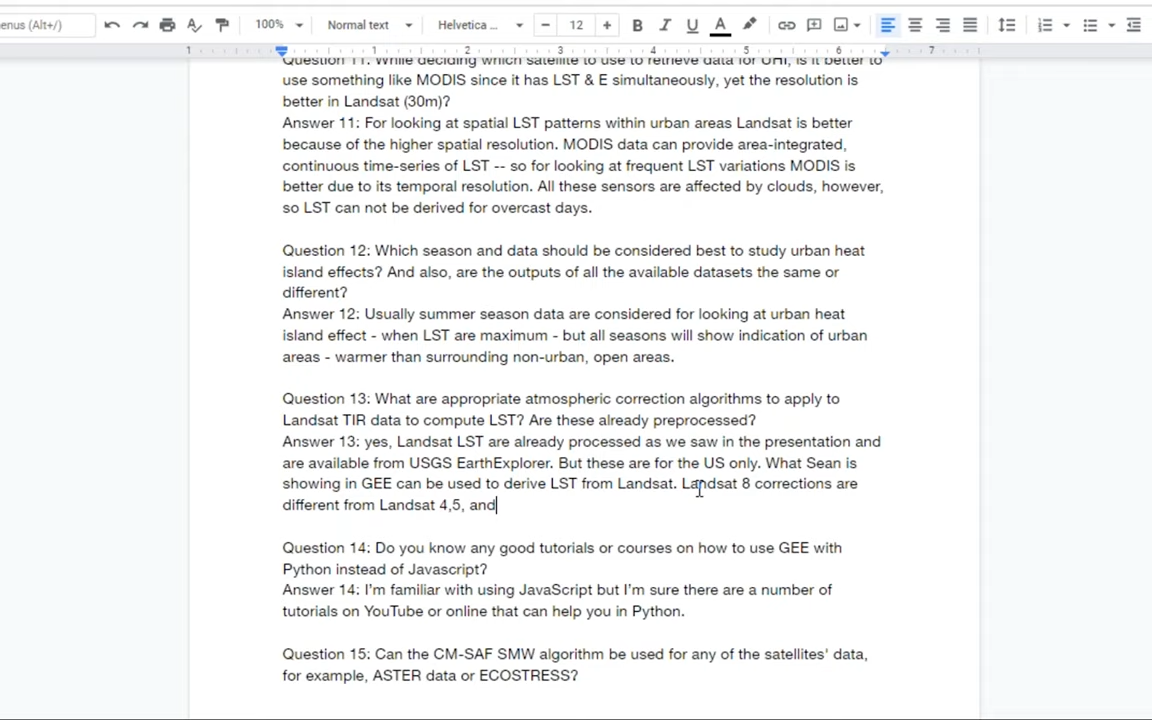 enus (Alt+/)
100%
Normal text
Helvetica ...
12
B I U A
1 1 2 3 4 5 6 7
Question 11: While deciding which satellite to use to retrieve data for UHI, is it better to
use something like MODIS since it has LST & E simultaneously, yet the resolution is
better in Landsat (30m)?
Answer 11: For looking at spatial LST patterns within urban areas Landsat is better
because of the higher spatial resolution. MODIS data can provide area-integrated,
continuous time-series of LST -- so for looking at frequent LST variations MODIS is
better due to its temporal resolution. All these sensors are affected by clouds, however,
so LST can not be derived for overcast days.
Question 12: Which season and data should be considered best to study urban heat
island effects? And also, are the outputs of all the available datasets the same or
different?
Answer 12: Usually summer season data are considered for looking at urban heat
island effect - when LST are maximum - but all seasons will show indication of urban
areas - warmer than surrounding non-urban, open areas.
Question 13: What are appropriate atmospheric correction algorithms to apply to
Landsat TIR data to compute LST? Are these already preprocessed?
Answer 13: yes, Landsat LST are already processed as we saw in the presentation and
are available from USGS EarthExplorer. But these are for the US only. What Sean is
showing in GEE can be used to derive LST from Landsat. Landsat 8 corrections are
different from Landsat 4,5, and
Question 14: Do you know any good tutorials or courses on how to use GEE with
Python instead of Javascript?
Answer 14: I'm familiar with using JavaScript but I'm sure there are a number of
tutorials on YouTube or online that can help you in Python.
Question 15: Can the CM-SAF SMW algorithm be used for any of the satellites' data,
for example, ASTER data or ECOSTRESS?